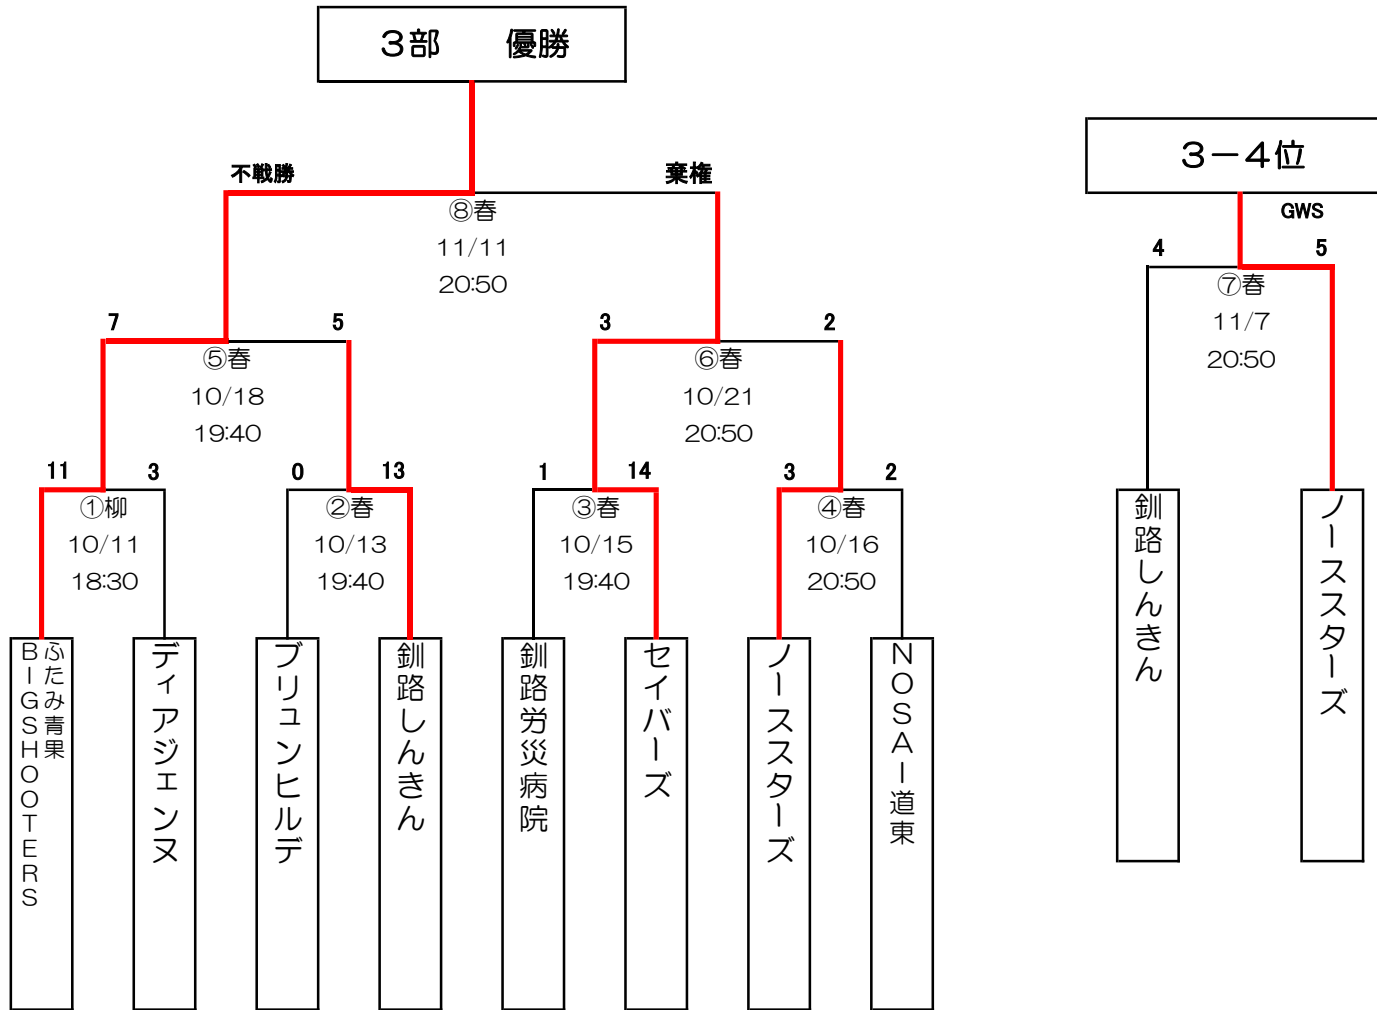 3部　優勝
不戦勝
棄権
⑧春
11/11
20:50
7
5
⑤春
10/18
19:40
3
2
⑥春
10/21
20:50
11
3
①柳
10/11
18:30
0
13
②春
10/13
19:40
1
14
③春
10/15
19:40
3
2
④春
10/16
20:50
ふたみ青果
BIGSHOOTERS
ディアジェンヌ
ブリュンヒルデ
釧路しんきん
釧路労災病院
セイバーズ
ノーススターズ
NOSAI道東
3－4位
GWS
4
5
⑦春
11/7
20:50
釧路しんきん
ノーススターズ